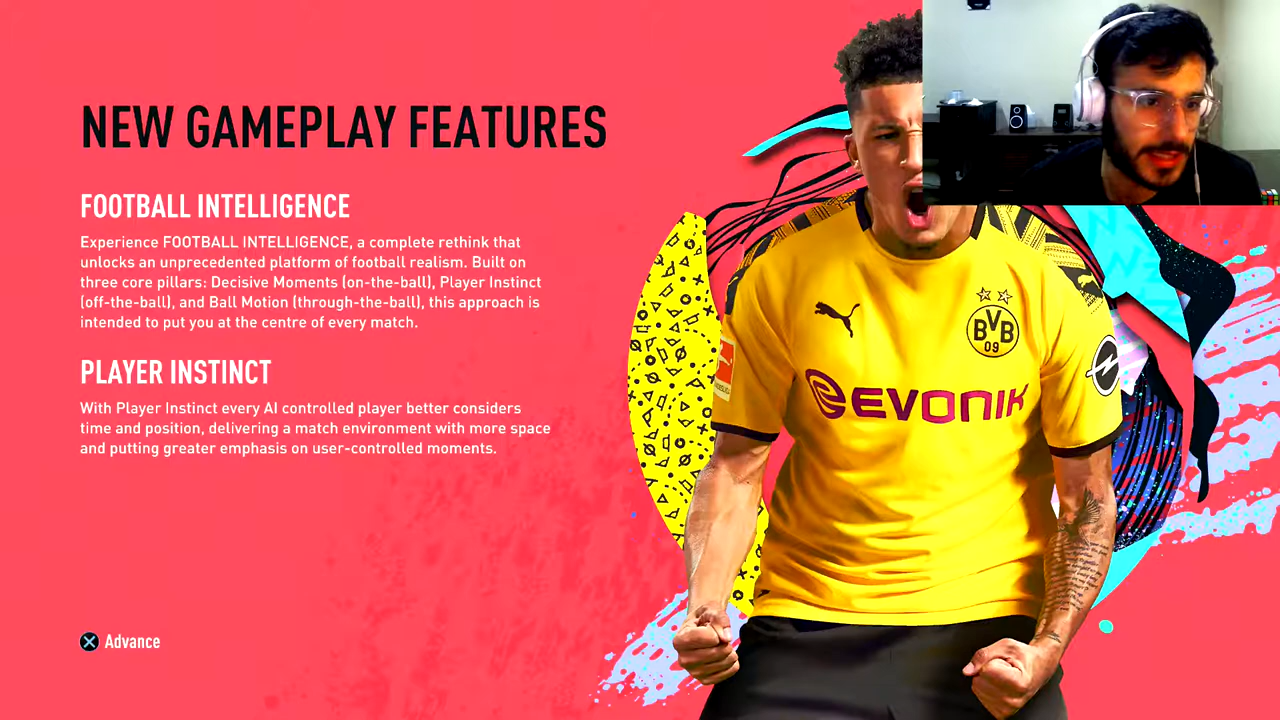 NEW GAMEPLAY FEATURES
FOOTBALL INTELLIGENCE
Experience FOOTBALL INTELLIGENCE, a complete rethink that
unlocks an unprecedented platform of football realism. Built on
three core pillars: Decisive Moments (on-the-ball), Player Instinct
(off-the-ball), and Ball Motion (through-the-ball), this approach is
intended to put you at the centre of every match.
PLAYER INSTINCT
With Player Instinct every AI controlled player better considers
time and position, delivering a match environment with more space
and putting greater emphasis on user-controlled moments.
Advance
BVB
09
EVONIK